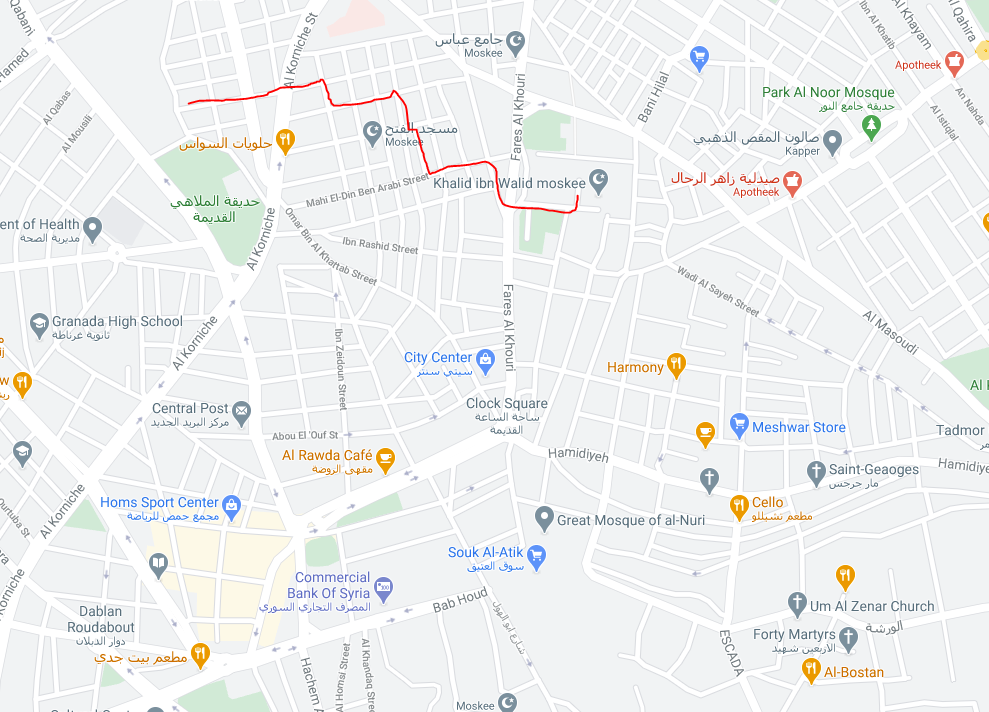 Qabani
Hamed
Al Qabas
Al Mousili
Al Korniche St
جامع عباس
Moskee
Fares Al Khouri
Bani Hilal
Ibn Al Khatib
Al Khayam
Al Qahira
Apotheek
An Nahda
Al Istiqlal
Park Al Noor Mosque
حديقة جامع النور
صالون المقص الذهبي
Kapper
صيدلية زاهر الرحال
Apotheek
حلويات السواس
مسجد الفتح
Moskee
Khalid ibn Walid moskee
Mahi El-Din Ben Arabi Street
حديقة الملاهي
القديمة
ent of Health
مديرية الصحة
Al Korniche
Omar Bin Al Khattab Street
Ibn Rashid Street
Wadi Al Sayeh Street
Al Masoudi
Fares Al Khouri
Granada High School
ثانوية غرناطة
Al Korniche
Ibn Zeidoun Street
City Center
سيتي سنتر
Harmony
Al H
w
Central Post
مركز البريد الجديد
Clock Square
ساحة الساعة
القديمة
Meshwar Store
Tadmor
Abou El 'Ouf St
Al Rawda Café
مقهى الروضة
Hamidiyeh
Saint-Geaoges
مار جرجس
Hamidiye
Al Korniche
Ourtuba St
Homs Sport Center
مجمع حمص للرياضة
Great Mosque of al-Nuri
Cello
مطعم تشيللو
Souk Al-Atik
سوق العتيق
Commercial
Bank Of Syria
المصرف التجاري السوري
Korniche
Bab Houd
شارع ابو الهول
Dablan
Roudabout
دوار الدبلان
Um Al Zenar Church
الورشة
Forty Martyrs
الأربعين شهيد
ESCADA
مطعم بيت جدي
Hachem A
Al Homsi Street
Al Khandaq Street
Al-Bostan
Moskee